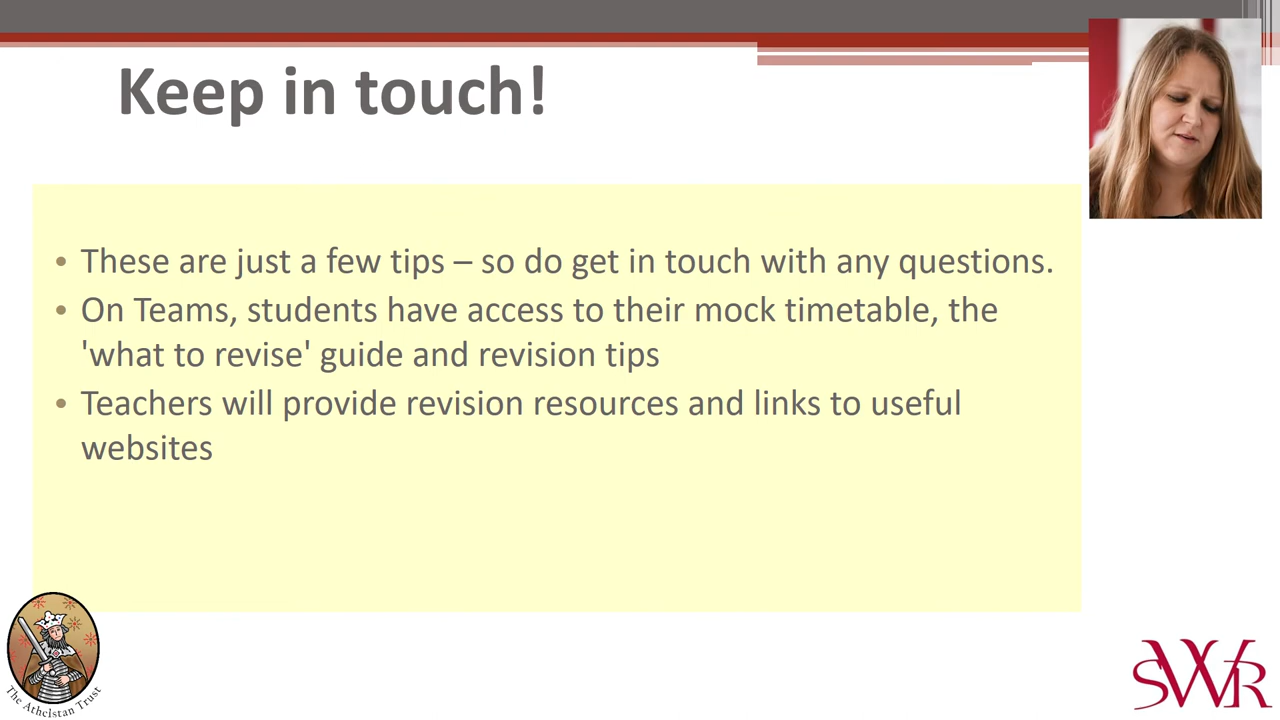 Keep in touch!
• These are just a few tips – so do get in touch with any questions.
• On Teams, students have access to their mock timetable, the
'what to revise' guide and revision tips
• Teachers will provide revision resources and links to useful
websites
The Athelstan Trust
SWR